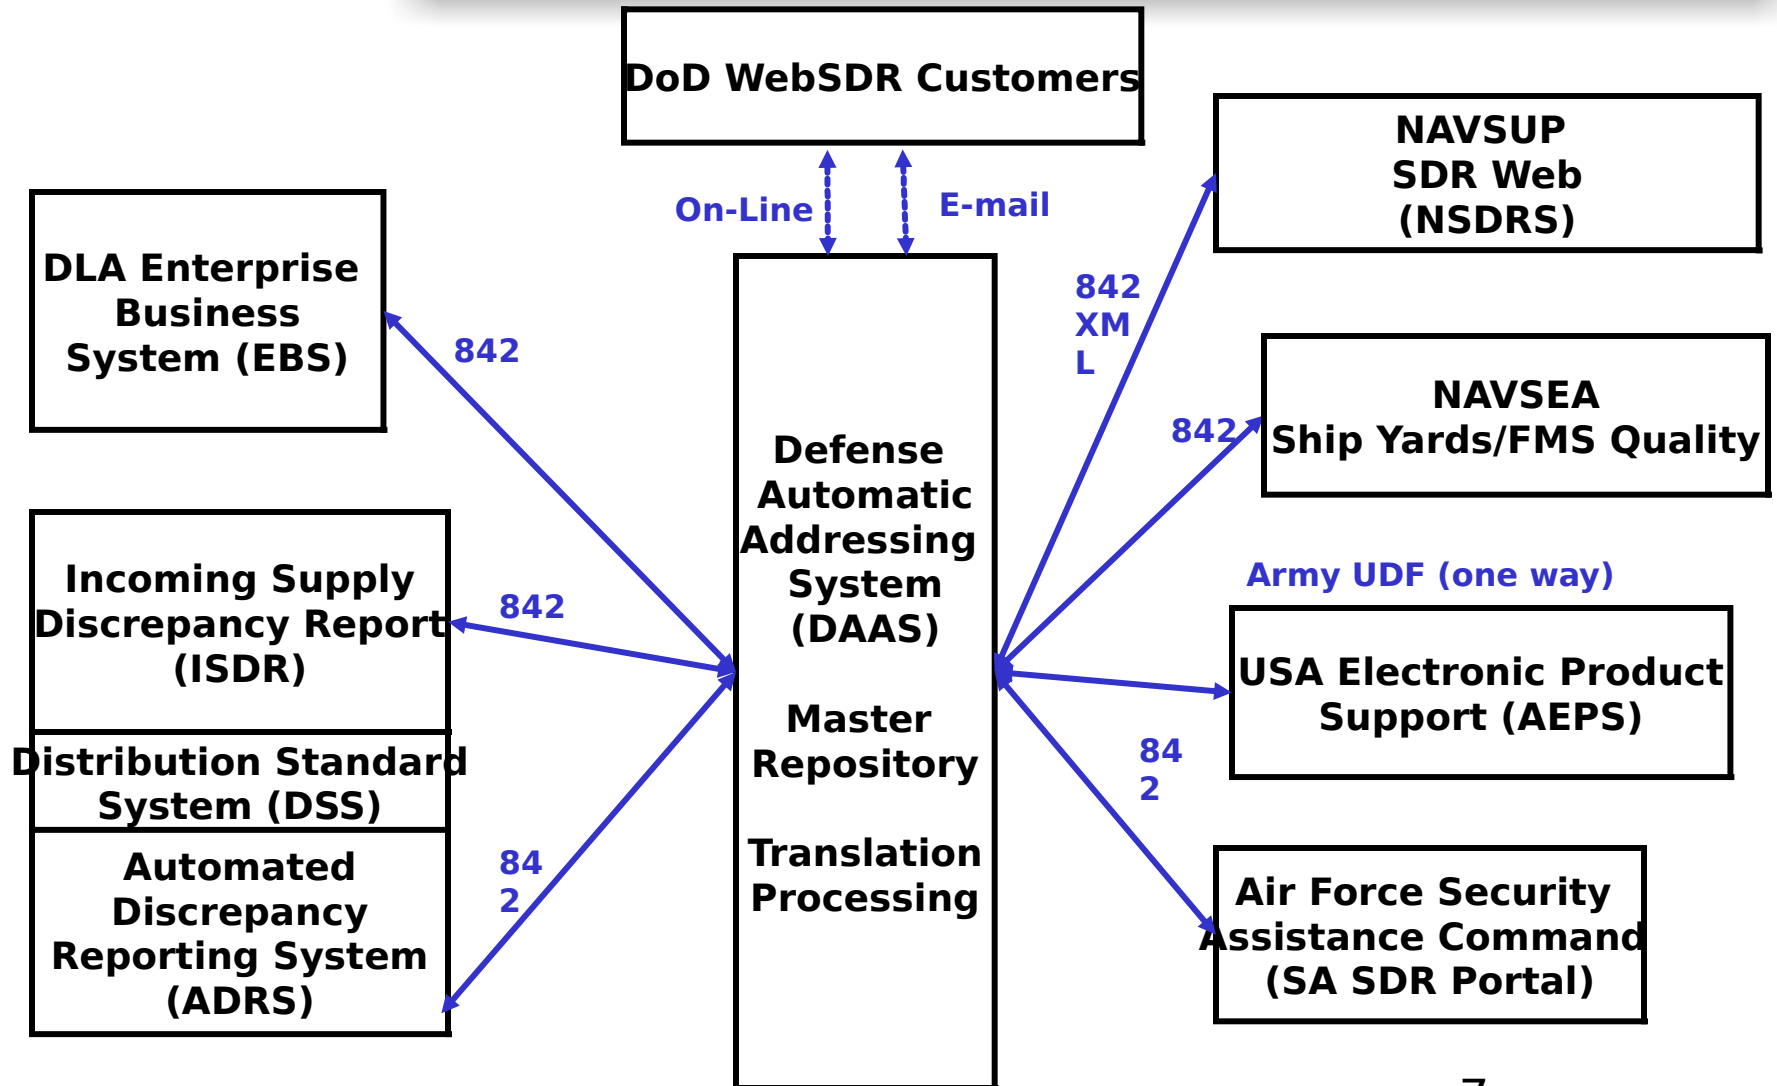 DoD WebSDR Customers
On-Line
E-mail
DLA Enterprise
Business
System (EBS)
842
Incoming Supply
Discrepancy Report
(ISDR)
842
Distribution Standard
System (DSS)
Automated
Discrepancy
Reporting System
(ADRS)
84
2
Defense
Automatic
Addressing
System
(DAAS)
Master
Repository
Translation
Processing
NAVSUP
SDR Web
(NSDRS)
842
XM
L
NAVSEA
Ship Yards/FMS Quality
842
Army UDF (one way)
USA Electronic Product
Support (AEPS)
84
2
Air Force Security
Assistance Command
(SA SDR Portal)